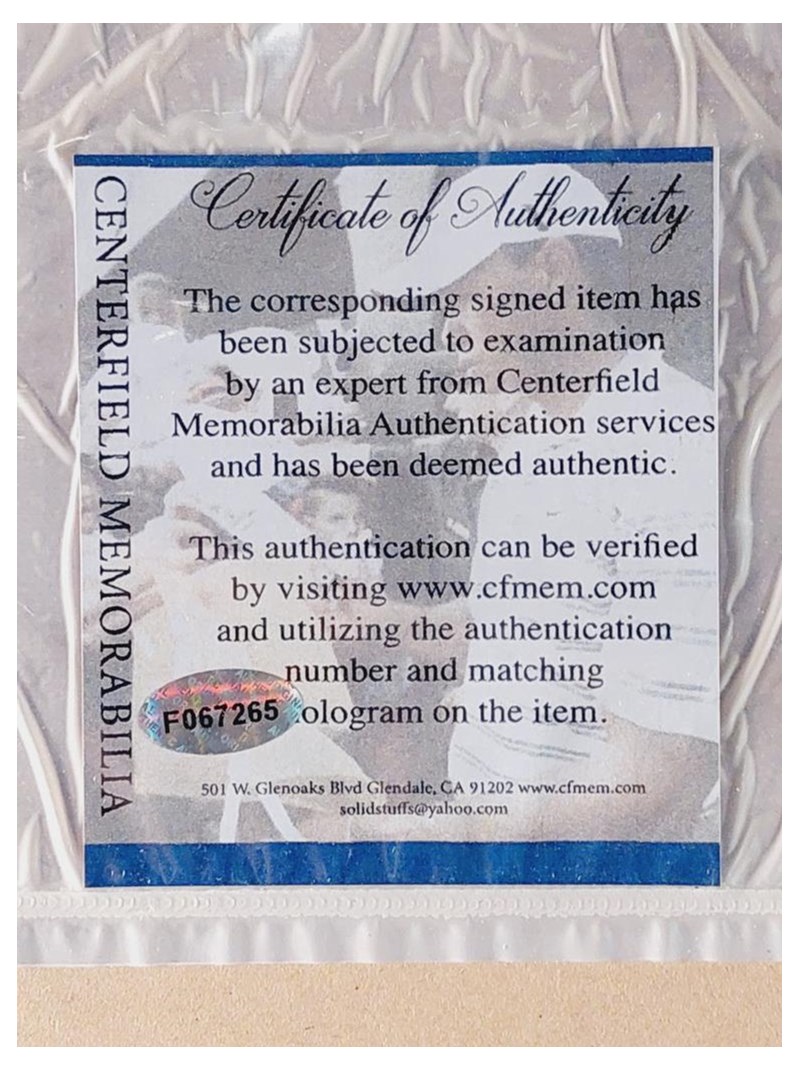 CENTERFIELD MEMORABILIA
Certificate of Authenticity
The corresponding signed item has
been subjected to examination
by an expert from Centerfield
Memorabilia Authentication services
and has been deemed authentic.
This authentication can be verified
by visiting www.cfmem.com
and utilizing the authentication
number and matching
ologram on the item.
F067265
501 W. Glenoaks Blvd Glendale, CA 91202 www.cfmem.com
solidstuffs@yahoo.com